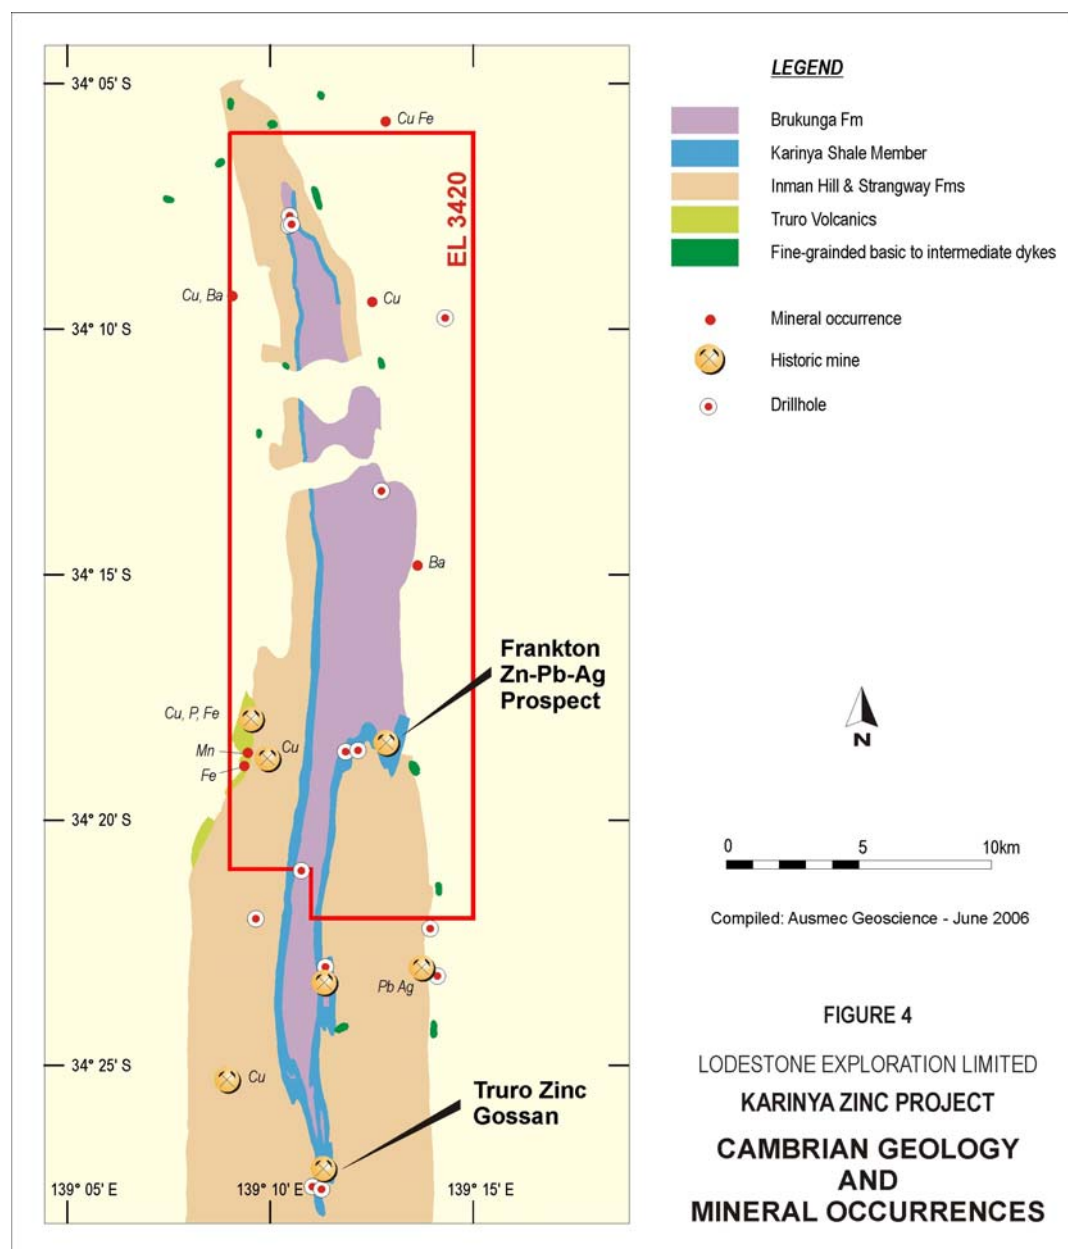 34° 05' S
Cu Fe
EL 3420
Cu, Ba
Cu
34° 10' S
Ba
34° 15' S
Frankton
Zn-Pb-Ag
Prospect
Cu, P, Fe
Mn
Cu
Fe
34° 20' S
Pb Ag
34° 25' S
Cu
Truro Zinc
Gossan
139° 05' E
139° 10' E
139° 15' E
LEGEND
Brukunga Fm
Karinya Shale Member
Inman Hill & Strangway Fms
Truro Volcanics
Fine-grainded basic to intermediate dykes
Mineral occurrence
Historic mine
Drillhole
N
0 5 10km
Compiled: Ausmec Geoscience - June 2006
FIGURE 4
LODESTONE EXPLORATION LIMITED
KARINYA ZINC PROJECT
CAMBRIAN GEOLOGY
AND
MINERAL OCCURRENCES